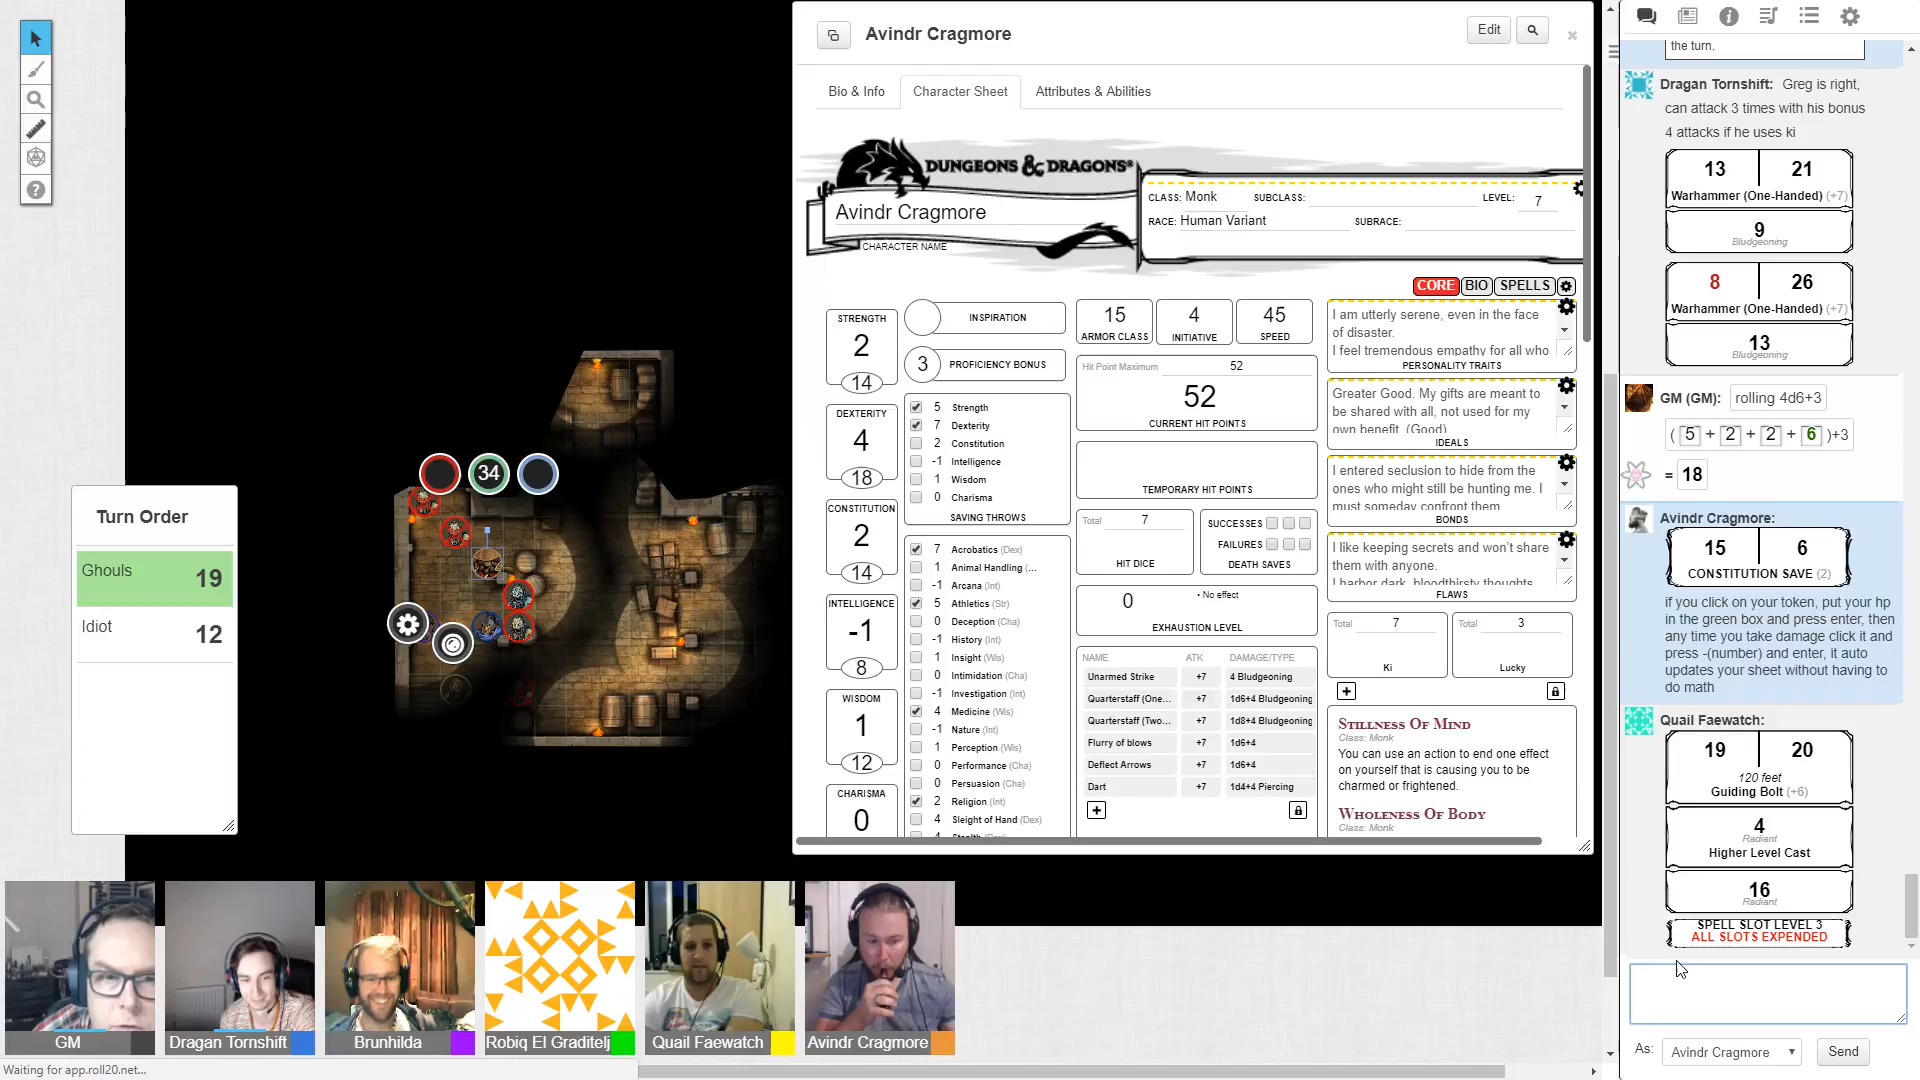 Avindr Cragmore
Edit
Bio & Info
Character Sheet
Attributes & Abilities
DUNGEONS & DRAGONS®
Avindr Cragmore
CHARACTER NAME
CLASS: Monk
SUBCLASS:
LEVEL: 7
RACE: Human Variant
SUBRACE:
CORE
BIO
SPELLS
STRENGTH
2
14
DEXTERITY
4
18
CONSTITUTION
2
14
INTELLIGENCE
-1
8
WISDOM
1
12
CHARISMA
0
INSPIRATION
3 PROFICIENCY BONUS
5 Strength
7 Dexterity
2 Constitution
-1 Intelligence
1 Wisdom
0 Charisma
SAVING THROWS
7 Acrobatics (Dex)
1 Animal Handling (...
-1 Arcana (Int)
5 Athletics (Str)
0 Deception (Cha)
-1 History (Int)
1 Insight (Wis)
0 Intimidation (Cha)
-1 Investigation (Int)
4 Medicine (Wis)
-1 Nature (Int)
1 Perception (Wis)
0 Performance (Cha)
0 Persuasion (Cha)
2 Religion (Int)
4 Sleight of Hand (Dex)
15
ARMOR CLASS
4
INITIATIVE
45
SPEED
Hit Point Maximum 52
52
CURRENT HIT POINTS
TEMPORARY HIT POINTS
Total 7
HIT DICE
SUCCESSES
FAILURES
DEATH SAVES
0
• No effect
EXHAUSTION LEVEL
NAME ATK DAMAGE/TYPE
Unarmed Strike +7 4 Bludgeoning
Quarterstaff (One... +7 1d6+4 Bludgeoning
Quarterstaff (Two... +7 1d8+4 Bludgeoning
Flurry of blows +7 1d6+4
Deflect Arrows +7 1d6+4
Dart +7 1d4+4 Piercing
I am utterly serene, even in the face
of disaster.
I feel tremendous empathy for all who
PERSONALITY TRAITS
Greater Good. My gifts are meant to
be shared with all, not used for my
own benefit. (Good)
IDEALS
I entered seclusion to hide from the
ones who might still be hunting me. I
must someday confront them
BONDS
I like keeping secrets and won't share
them with anyone.
I harbor dark, bloodthirsty thoughts
FLAWS
Total 7
Ki
Total 3
Lucky
STILLNESS OF MIND
Class: Monk
You can use an action to end one effect
on yourself that is causing you to be
charmed or frightened.
WHOLENESS OF BODY
Class: Monk
34
Turn Order
Ghouls 19
Idiot 12
GM
Dragan Tornshift
Brunhilda
Robiq El Graditelj
Quail Faewatch
Avindr Cragmore
Waiting for app.roll20.net...
the turn.
Dragan Tornshift: Greg is right,
can attack 3 times with his bonus
4 attacks if he uses ki
13 21
Warhammer (One-Handed) (+7)
9
Bludgeoning
8 26
Warhammer (One-Handed) (+7)
13
Bludgeoning
GM (GM): rolling 4d6+3
( 5 + 2 + 2 + 6 )+3
= 18
Avindr Cragmore:
15 6
CONSTITUTION SAVE (2)
if you click on your token, put your hp
in the green box and press enter, then
any time you take damage click it and
press -(number) and enter, it auto
updates your sheet without having to
do math
Quail Faewatch:
19 20
120 feet
Guiding Bolt (+6)
4
Radiant
Higher Level Cast
16
Radiant
SPELL SLOT LEVEL 3
ALL SLOTS EXPENDED
As: Avindr Cragmore
Send